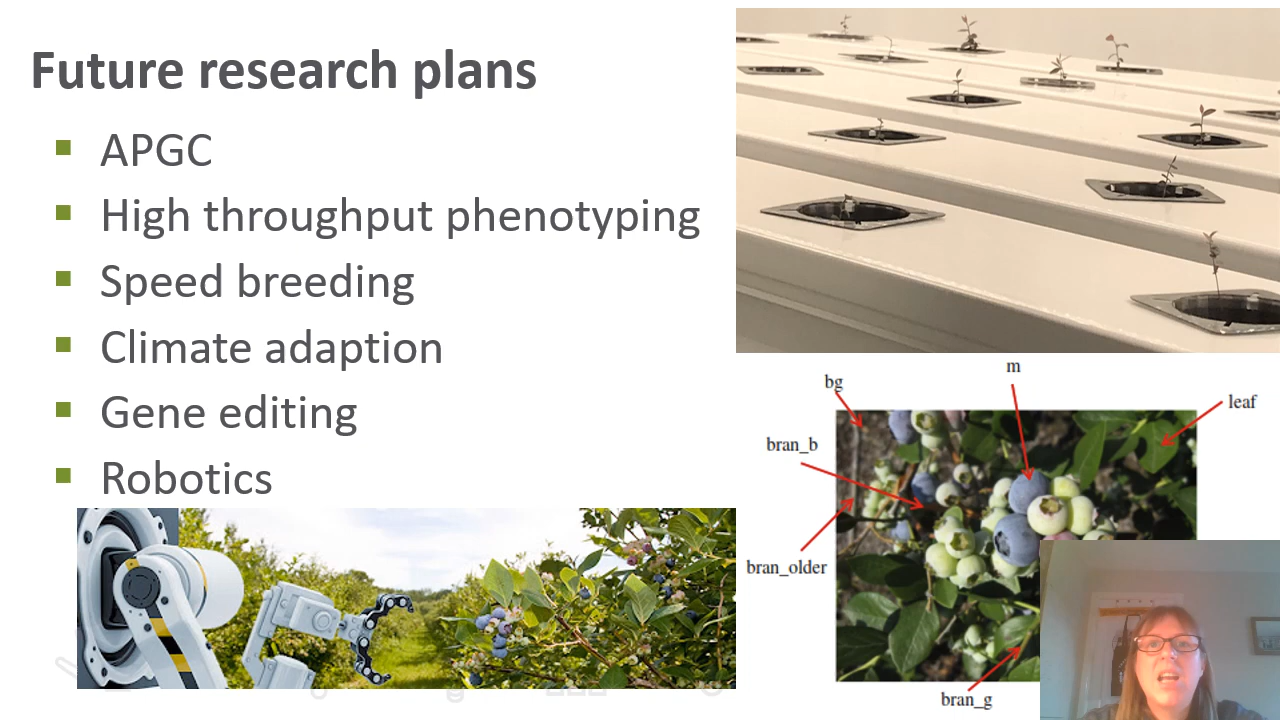 Future research plans
APGC
High throughput phenotyping
Speed breeding
Climate adaption
Gene editing
Robotics
m
bg
leaf
bran_b
bran_older
bran_g